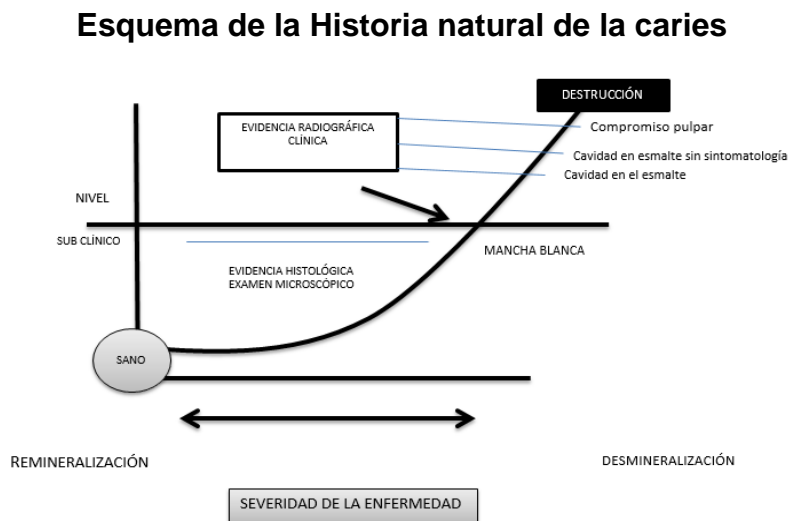 Esquema de la Historia natural de la caries
DESTRUCCIÓN
EVIDENCIA RADIOGRÁFICA
CLÍNICA
Compromiso pulpar
Cavidad en esmalte sin sintomatología
Cavidad en el esmalte
NIVEL
SUB CLÍNICO
MANCHA BLANCA
EVIDENCIA HISTOLÓGICA
EXAMEN MICROSCÓPICO
SANO
REMINERALIZACIÓN
DESMINERALIZACIÓN
SEVERIDAD DE LA ENFERMEDAD